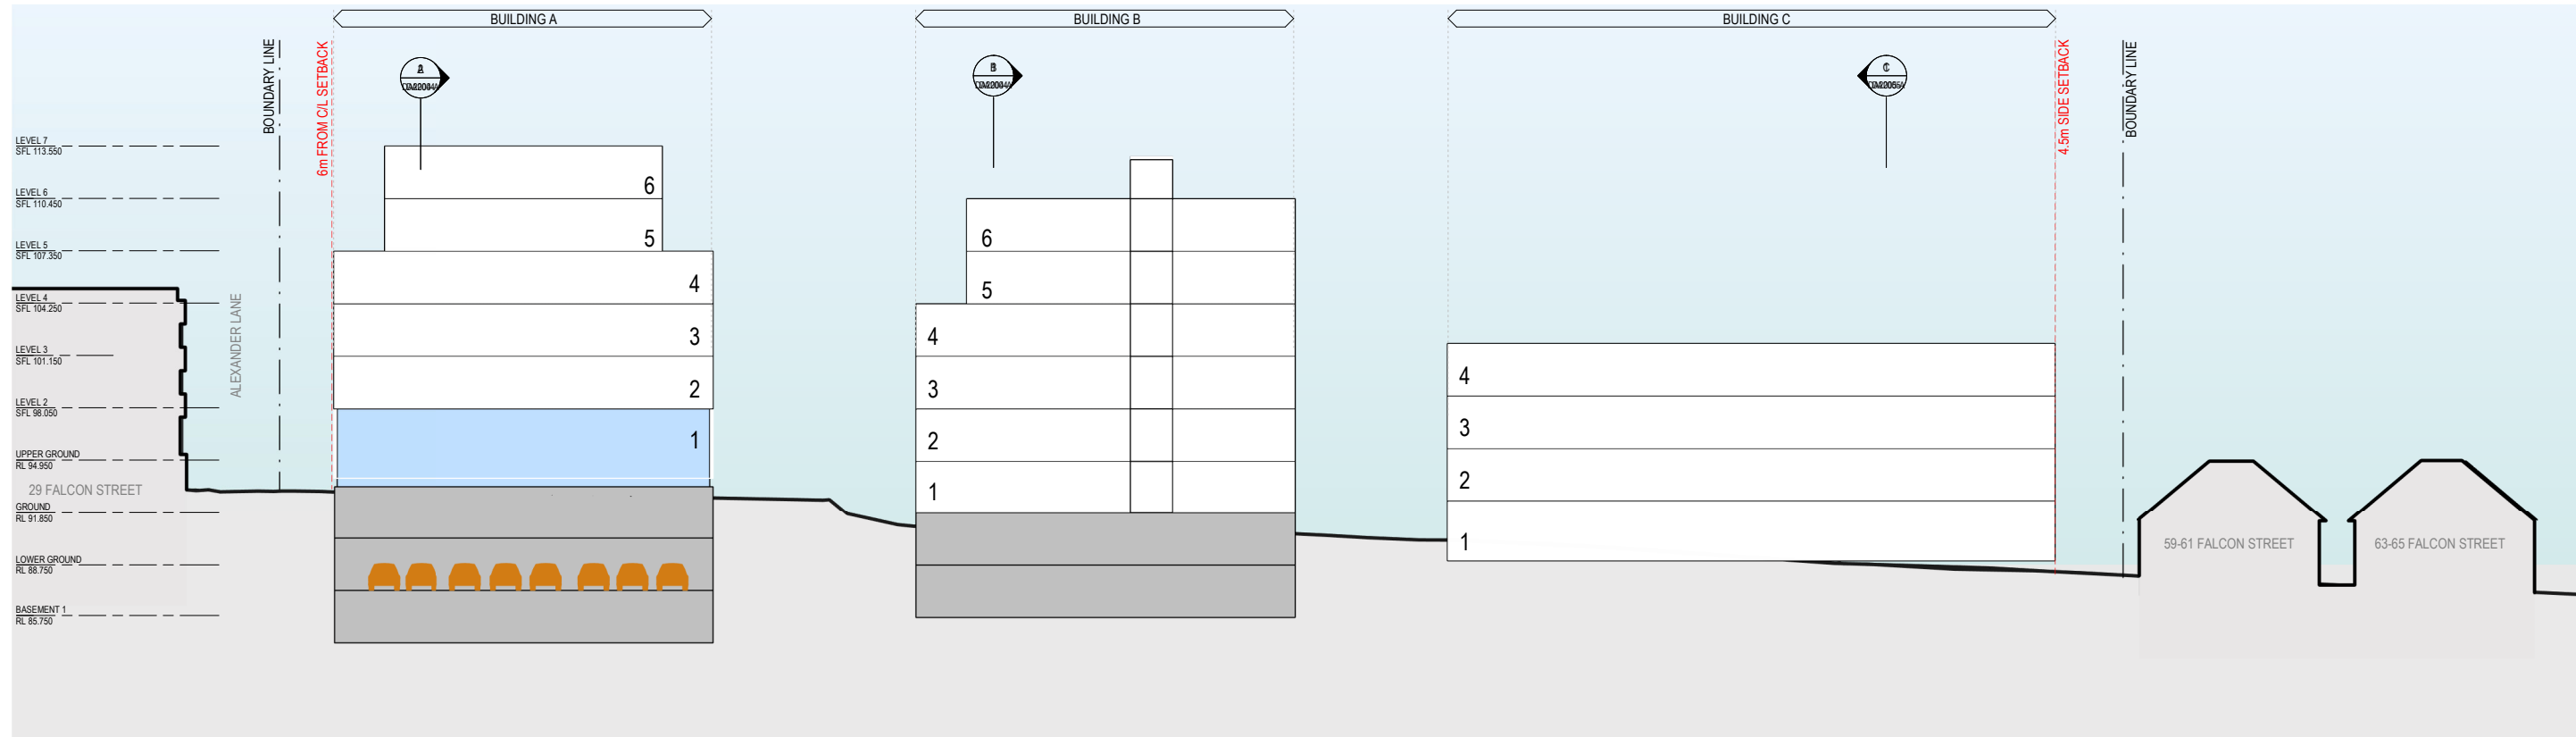 BUILDING A
BUILDING B
BUILDING C
BOUNDARY LINE
6m FROM C/L SETBACK
4.5m SIDE SETBACK
BOUNDARY LINE
LEVEL 7
SFL 113.550
LEVEL 6
SFL 110.450
LEVEL 5
SFL 107.350
LEVEL 4
SFL 104.250
LEVEL 3
SFL 101.150
LEVEL 2
SFL 98.050
UPPER GROUND
RL 94.950
GROUND
RL 91.850
LOWER GROUND
RL 88.750
BASEMENT 1
RL 85.750
29 FALCON STREET
ALEXANDER LANE
6
5
4
3
2
1
6
5
4
3
2
1
4
3
2
1
59-61 FALCON STREET
63-65 FALCON STREET